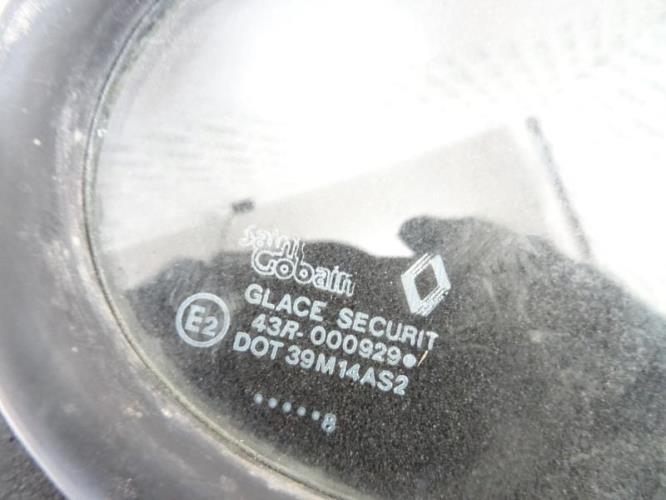 Saint
Gobain
GLACE SECURIT
E2
43R-000929
DOT 39M14AS2
.....8